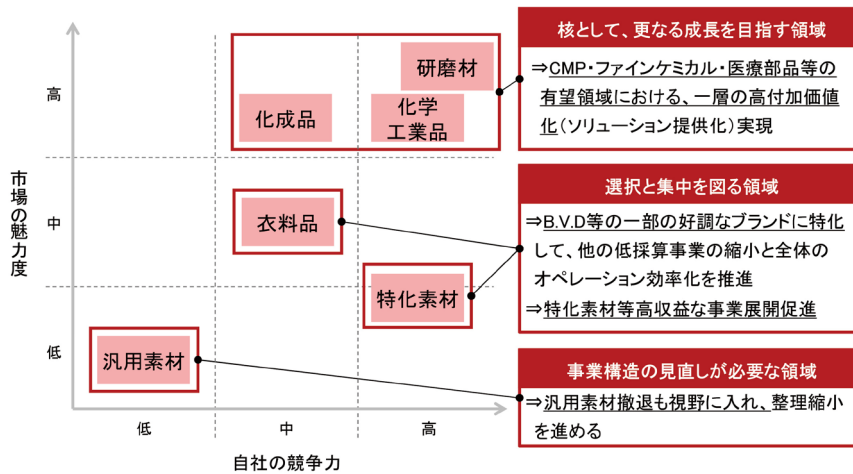 市場の魅力度
高
中
低
研磨材
化成品
化学
工業品
衣料品
特化素材
汎用素材
低
中
高
自社の競争力
核として、更なる成長を目指す領域
⇒CMP・ファインケミカル・医療部品等の
有望領域における、一層の高付加価値
化(ソリューション提供化)実現
選択と集中を図る領域
⇒B.V.D等の一部の好調なブランドに特化
して、他の低採算事業の縮小と全体の
オペレーション効率化を推進
⇒特化素材等高収益な事業展開促進
事業構造の見直しが必要な領域
⇒汎用素材撤退も視野に入れ、整理縮小
を進める